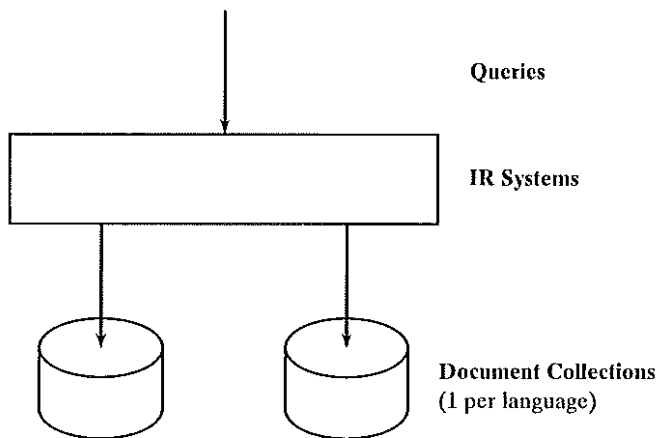 Queries
IR Systems
Document Collections
(1 per language)